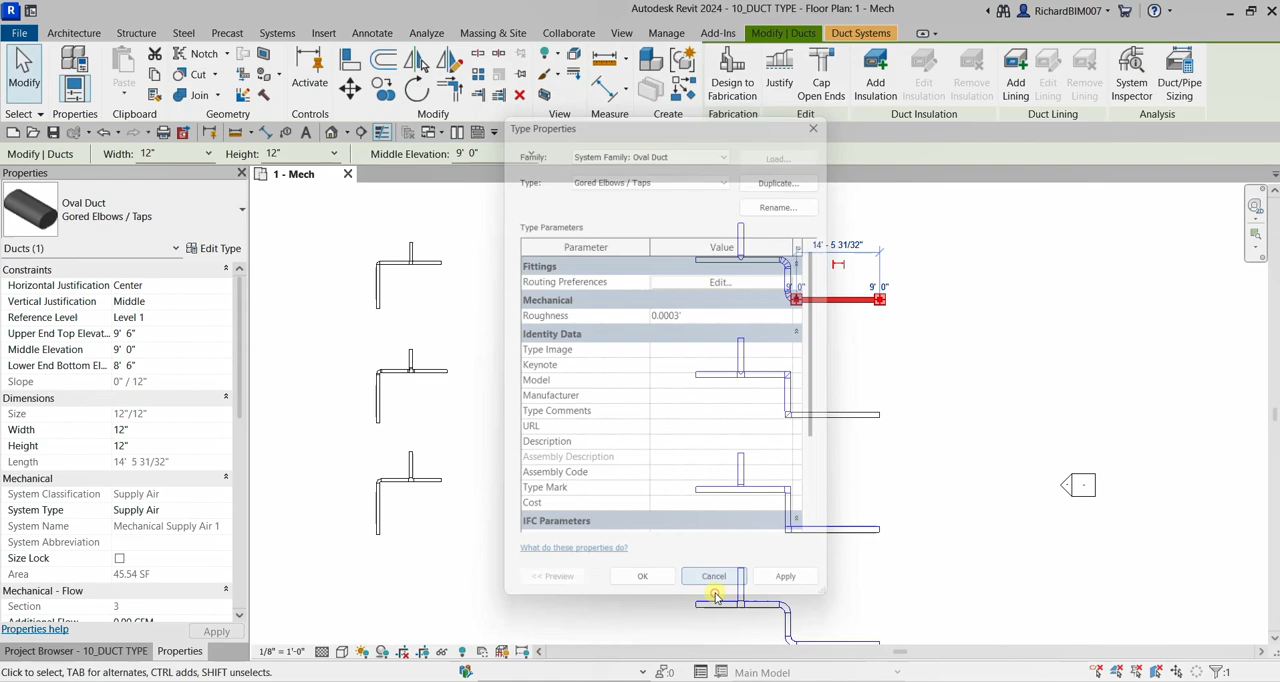 Autodesk Revit 2024 - 10_DUCT TYPE - Floor Plan: 1 - Mech
RichardBIM007
File
Architecture
Structure
Steel
Precast
Systems
Insert
Annotate
Analyze
Massing & Site
Collaborate
View
Manage
Add-Ins
Modify | Ducts
Duct Systems
Modify
Paste
Notch
Cut
Join
Activate
Design to
Fabrication
Justify
Cap
Open Ends
Add
Insulation
Edit
Insulation
Remove
Insulation
Add
Lining
Edit
Lining
Remove
Lining
System
Inspector
Duct/Pipe
Sizing
Select
Properties
Clipboard
Geometry
Controls
Modify
View
Measure
Create
Fabrication
Edit
Duct Insulation
Duct Lining
Analysis
Modify | Ducts
Width: 12"
Height: 12"
Middle Elevation: 9'  0"
Properties
Oval Duct
Gored Elbows / Taps
Ducts (1)
Edit Type
Constraints
Horizontal Justification Center
Vertical Justification Middle
Reference Level Level 1
Upper End Top Elevat... 9'  6"
Middle Elevation 9'  0"
Lower End Bottom El... 8'  6"
Slope 0" / 12"
Dimensions
Size 12"/12"
Width 12"
Height 12"
Length 14'  5 31/32"
Mechanical
System Classification Supply Air
System Type Supply Air
System Name Mechanical Supply Air 1
System Abbreviation
Size Lock
Area 45.54 SF
Mechanical - Flow
Section 3
Additional Flow 0.00 CFM
Properties help
Apply
Project Browser - 10_DUCT TYPE
Properties
1 - Mech
Type Properties
Family:
System Family: Oval Duct
Load...
Type:
Gored Elbows / Taps
Duplicate...
Rename...
Type Parameters
Parameter
Value
Fittings
Routing Preferences
Edit...
Mechanical
Roughness
0.0003'
Identity Data
Type Image
Keynote
Model
Manufacturer
Type Comments
URL
Description
Assembly Description
Assembly Code
Type Mark
Cost
IFC Parameters
What do these properties do?
<< Preview
OK
Cancel
Apply
14' - 5 31/32"
9'  0"
9'  0"
1/8" = 1'-0"
Click to select, TAB for alternates, CTRL adds, SHIFT unselects.
:0
Main Model
:1